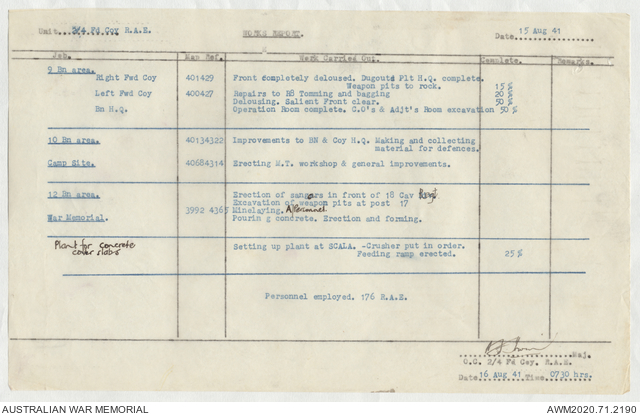 Unit. 2/4 Fd Coy R.A.E. WORKS REPORT. Date 15 Aug 41
Job. Map Ref Work Carried Out. Complete. Remarks.
9 Bn area.
Right Fwd Coy 401429 Front completely deloused. Dugouts Plt H.Q. complete.
Weapon pits to rock. 15 %
Left Fwd Coy 400427 Repairs to R8 Tomming and bagging 20 %
Delousing. Salient Front clear. 50 %
Bn H.Q. Operation Room complete. C.O's & Adjt's Room excavation 50 %
10 Bn area. 40134322 Improvements to BN & Coy H.Q. Making and collecting
material for defences.
Camp Site. 40684314 Erecting M.T. workshop & general improvements.
12 Bn area. Erection of sangars in front of 18 Cav Regt
Excavation of weapon pits at post 17
3992 4365 Minelaying.
War Memorial. Pouring concrete. Erection and forming.
Plant for concrete
cover slabs
Setting up plant at SCALA. -Crusher put in order.
Feeding ramp erected. 25 %
Personnel employed. 176 R.A.E.
Maj.
O.C. 2/4 Fd Coy. R.A.E.
Date 16 Aug 41 Time 0730 hrs.
AUSTRALIAN WAR MEMORIAL AWM2020.71.2190